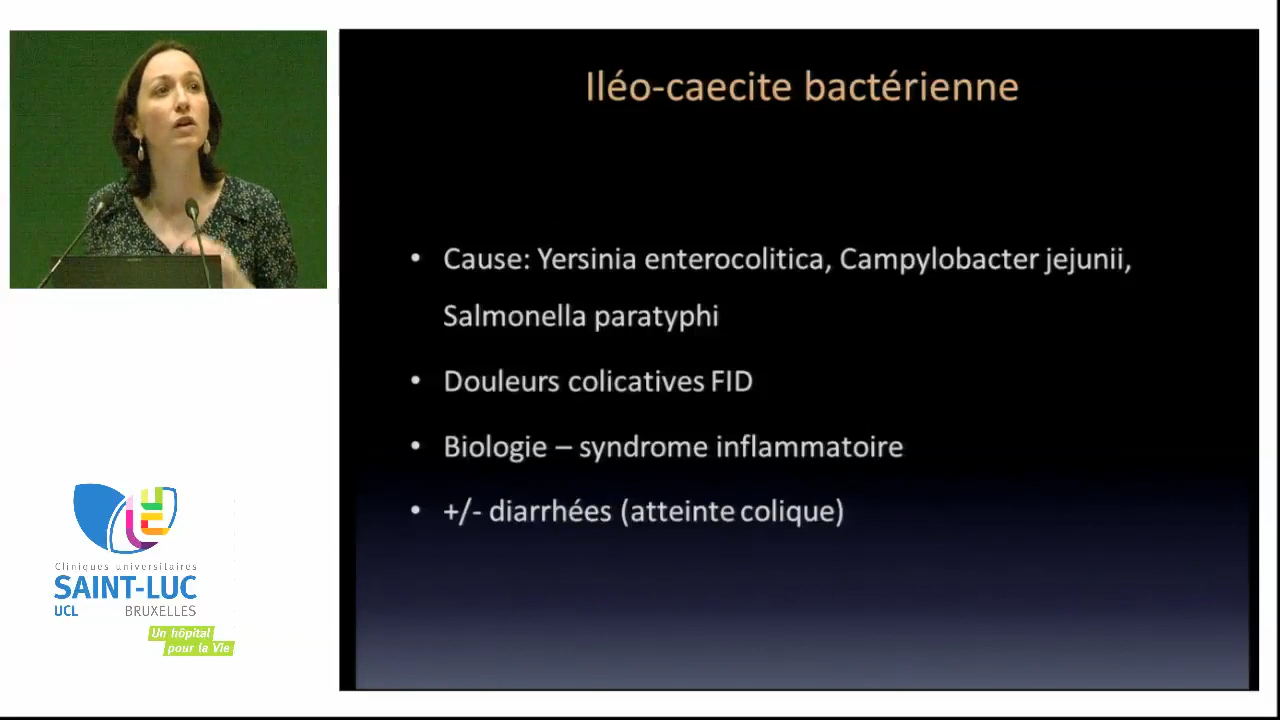 Iléo-caecite bactérienne
• Cause: Yersinia enterocolitica, Campylobacter jejunii,
Salmonella paratyphi
• Douleurs colicatives FID
• Biologie – syndrome inflammatoire
• +/- diarrhées (atteinte colique)
Cliniques universitaires
SAINT-LUC
UCL BRUXELLES
Un hôpital
pour la Vie